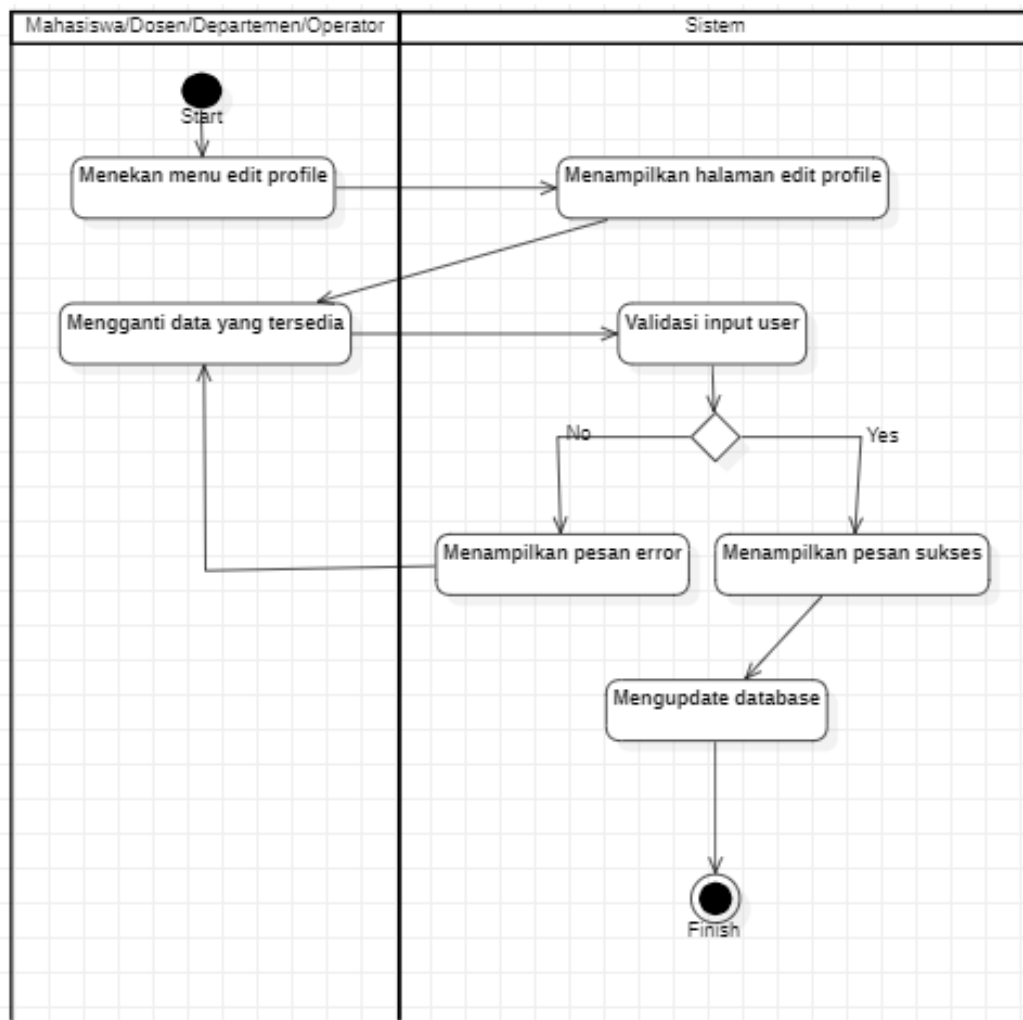 Mahasiswa/Dosen/Departemen/Operator
Sistem
Start
Menekan menu edit profile
Menampilkan halaman edit profile
Mengganti data yang tersedia
Validasi input user
No
Yes
Menampilkan pesan error
Menampilkan pesan sukses
Mengupdate database
Finish